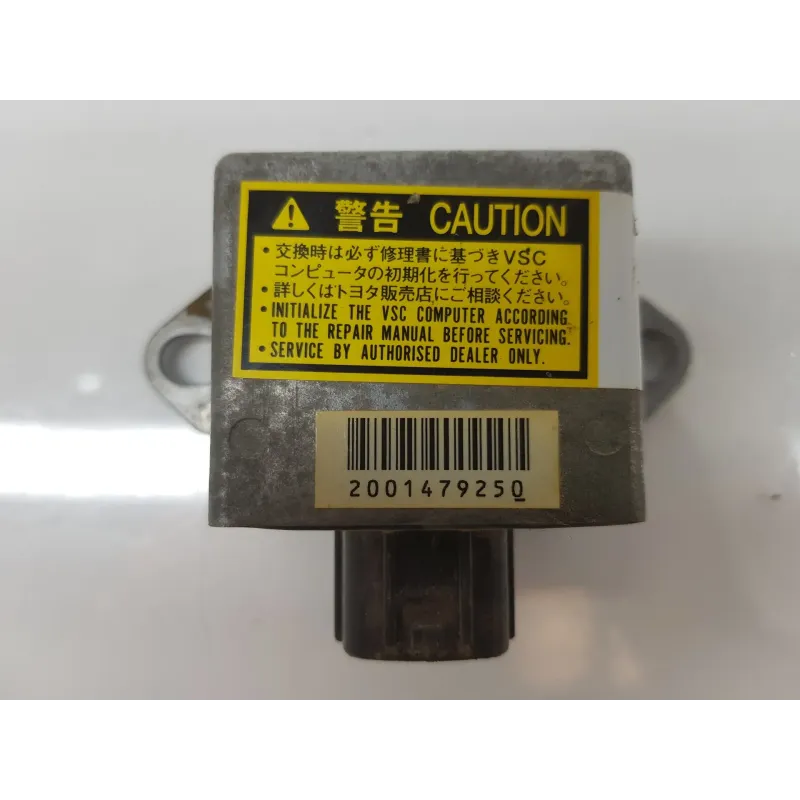 警告 CAUTION
・交換時は必ず修理書に基づきVSC
コンピュータの初期化を行ってください。
・詳しくはトヨタ販売店にご相談ください。
・INITIALIZE THE VSC COMPUTER ACCORDING
TO THE REPAIR MANUAL BEFORE SERVICING.
・SERVICE BY AUTHORISED DEALER ONLY.
2001479250